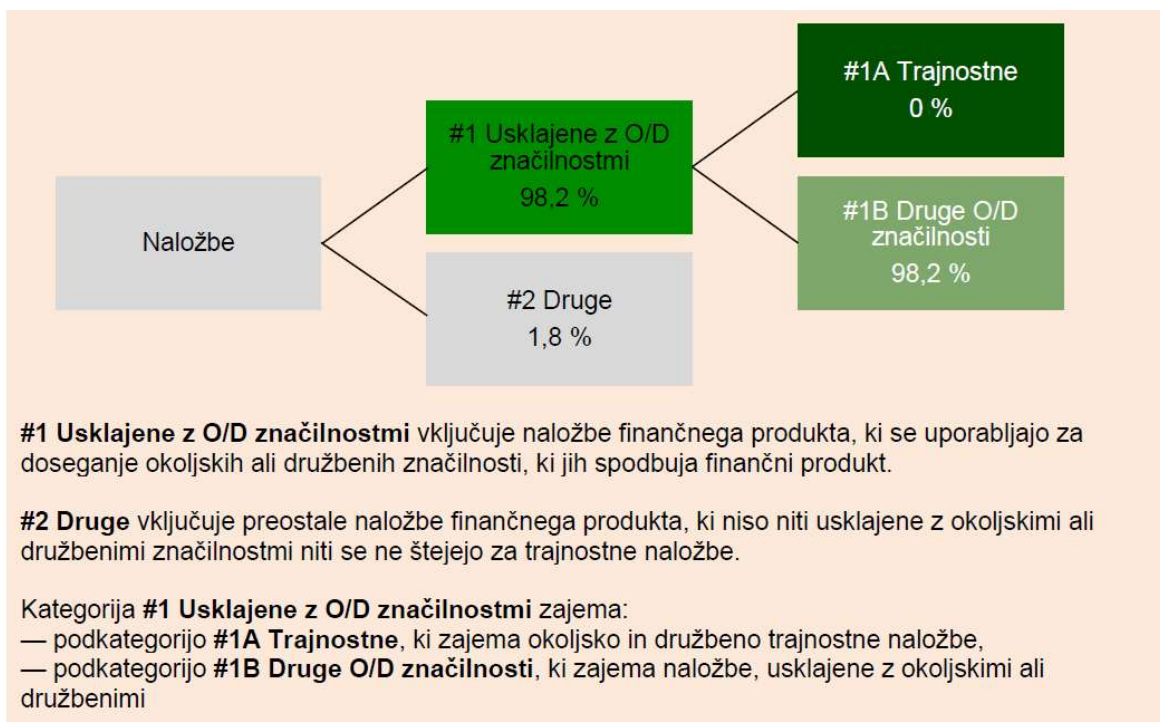 Naložbe
#1 Usklajene z O/D
značilnostmi
98,2 %
#2 Druge
1,8 %
#1A Trajnostne
0 %
#1B Druge O/D
značilnosti
98,2 %
#1 Usklajene z O/D značilnostmi vključuje naložbe finančnega produkta, ki se uporabljajo za
doseganje okoljskih ali družbenih značilnosti, ki jih spodbuja finančni produkt.
#2 Druge vključuje preostale naložbe finančnega produkta, ki niso niti usklajene z okoljskimi ali
družbenimi značilnostmi niti se ne štejejo za trajnostne naložbe.
Kategorija #1 Usklajene z O/D značilnostmi zajema:
— podkategorijo #1A Trajnostne, ki zajema okoljsko in družbeno trajnostne naložbe,
— podkategorijo #1B Druge O/D značilnosti, ki zajema naložbe, usklajene z okoljskimi ali
družbenimi